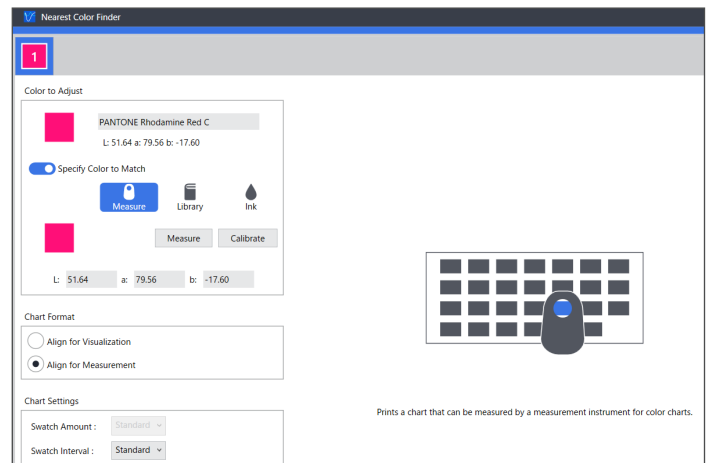 Nearest Color Finder
1
Color to Adjust
PANTONE Rhodamine Red C
L: 51.64 a: 79.56 b: -17.60
Specify Color to Match
Measure Library Ink
Measure Calibrate
L: 51.64 a: 79.56 b: -17.60
Chart Format
Align for Visualization
Align for Measurement
Prints a chart that can be measured by a measurement instrument for color charts.
Chart Settings
Swatch Amount : Standard
Swatch Interval : Standard